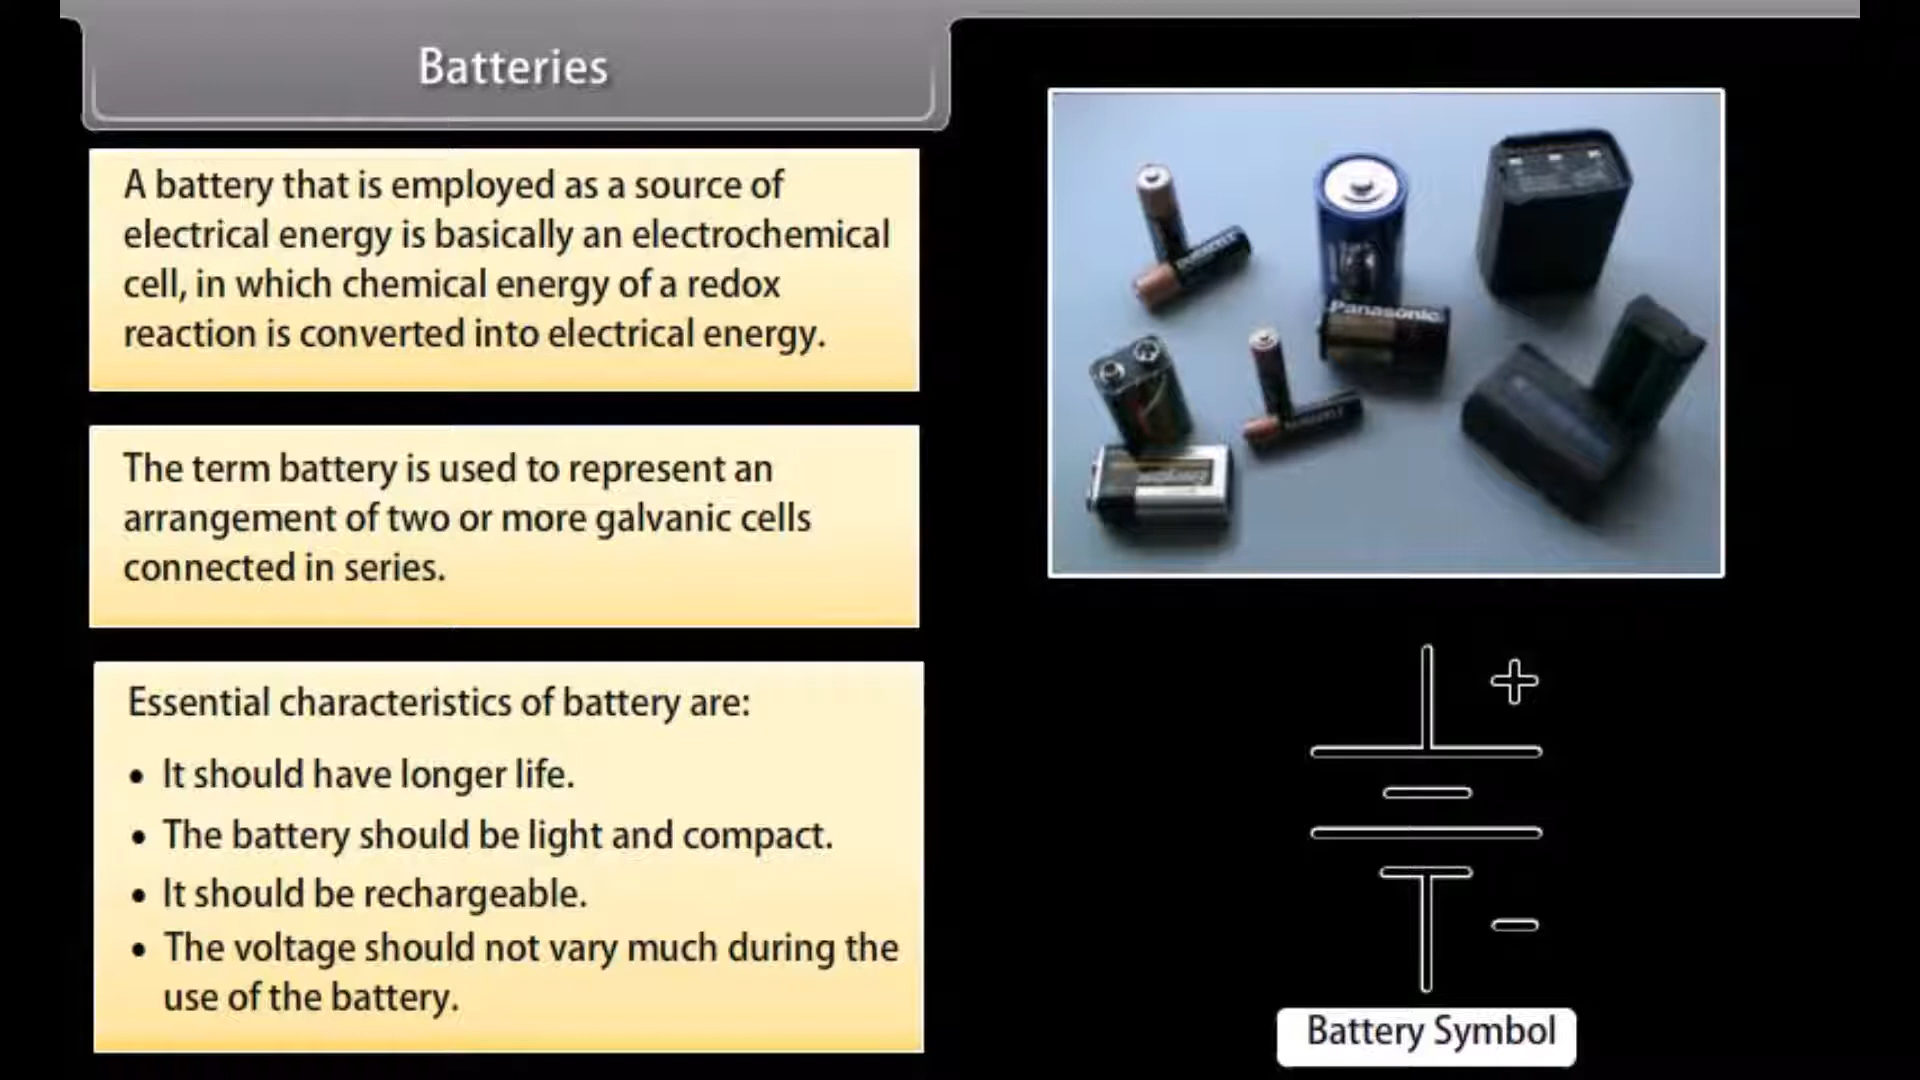 Batteries
A battery that is employed as a source of
electrical energy is basically an electrochemical
cell, in which chemical energy of a redox
reaction is converted into electrical energy.
The term battery is used to represent an
arrangement of two or more galvanic cells
connected in series.
Essential characteristics of battery are:
• It should have longer life.
• The battery should be light and compact.
• It should be rechargeable.
• The voltage should not vary much during the
use of the battery.
Panasonic
+
−
Battery Symbol